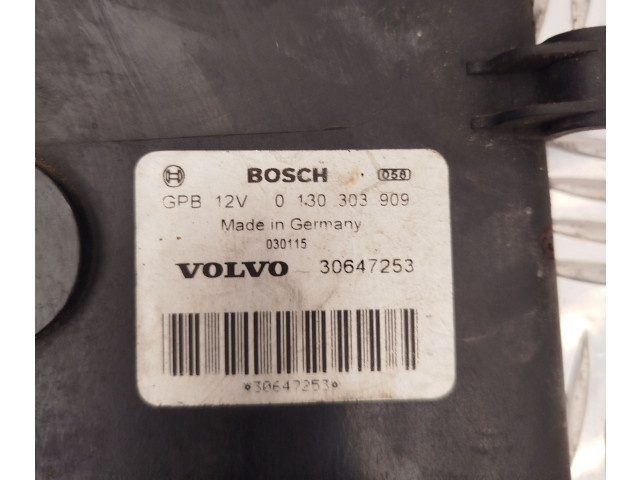 BOSCH 058
GPB 12V 0 130 303 909
Made in Germany
030115
VOLVO 30647253
*30647253*